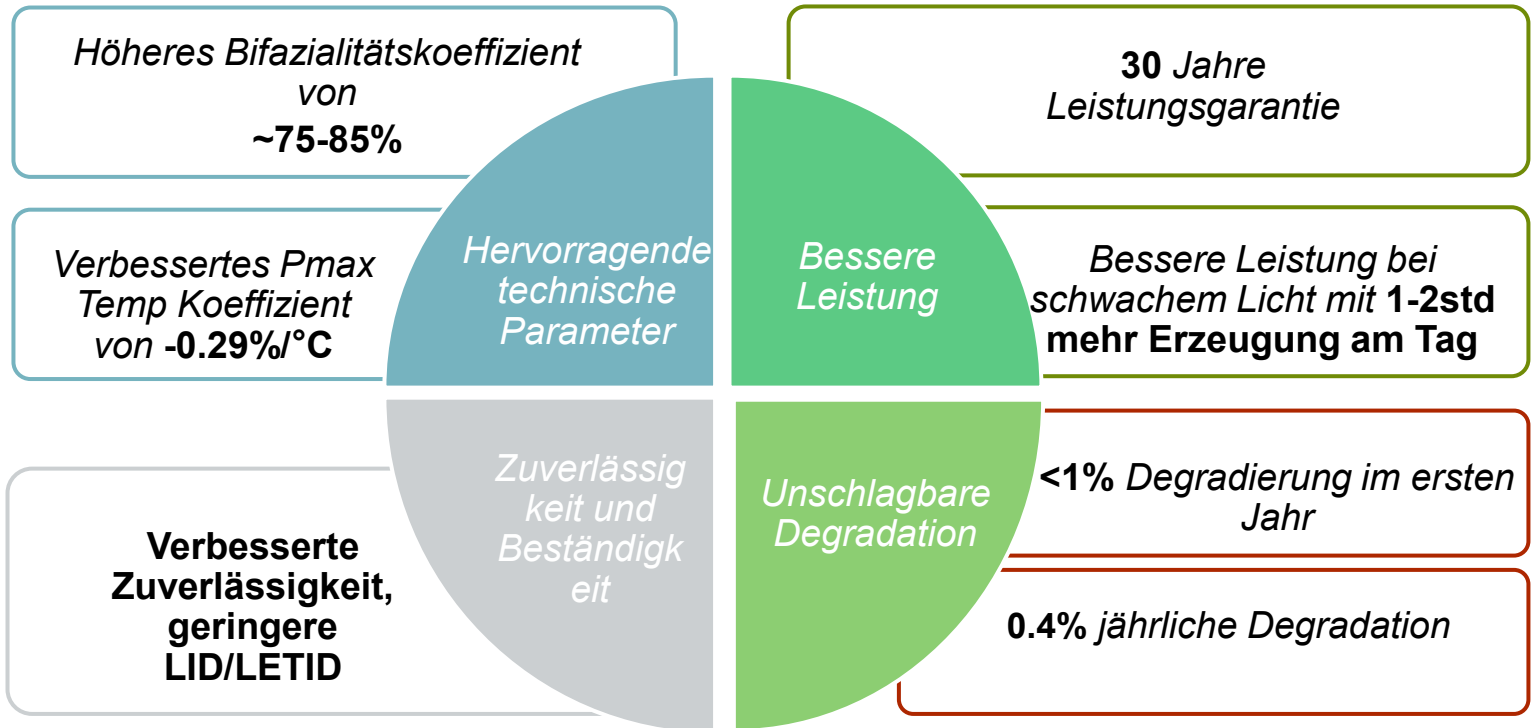 Höheres Bifazialitätskoeffizient
von
~75-85%
Verbessertes Pmax
Temp Koeffizient
von -0.29%/°C
Verbesserte
Zuverlässigkeit,
geringere
LID/LETID
Hervorragende
technische
Parameter
Bessere
Leistung
Zuverlässig
keit und
Beständigk
eit
Unschlagbare
Degradation
30 Jahre
Leistungsgarantie
Bessere Leistung bei
schwachem Licht mit 1-2std
mehr Erzeugung am Tag
<1% Degradierung im ersten
Jahr
0.4% jährliche Degradation